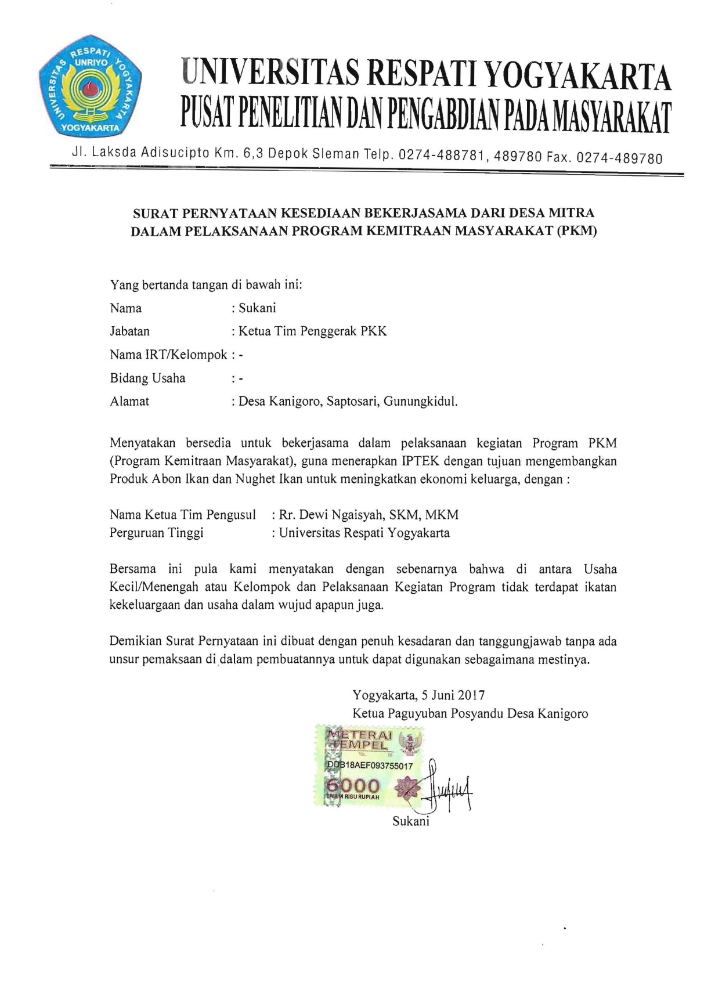 UNIVERSITAS RESPATI YOGYAKARTA
UNRIYO
YOGYAKARTA
UNIVERSITAS RESPATI YOGYAKARTA
PUSAT PENELITIAN DAN PENGABDIAN PADA MASYARAKAT
Jl. Laksda Adisucipto Km. 6,3 Depok Sleman Telp. 0274-488781, 489780 Fax. 0274-489780
SURAT PERNYATAAN KESEDIAAN BEKERJASAMA DARI DESA MITRA
DALAM PELAKSANAAN PROGRAM KEMITRAAN MASYARAKAT (PKM)
Yang bertanda tangan di bawah ini:
Nama : Sukani
Jabatan : Ketua Tim Penggerak PKK
Nama IRT/Kelompok : -
Bidang Usaha : -
Alamat : Desa Kanigoro, Saptosari, Gunungkidul.
Menyatakan bersedia untuk bekerjasama dalam pelaksanaan kegiatan Program PKM
(Program Kemitraan Masyarakat), guna menerapkan IPTEK dengan tujuan mengembangkan
Produk Abon Ikan dan Nughet Ikan untuk meningkatkan ekonomi keluarga, dengan :
Nama Ketua Tim Pengusul : Rr. Dewi Ngaisyah, SKM, MKM
Perguruan Tinggi : Universitas Respati Yogyakarta
Bersama ini pula kami menyatakan dengan sebenarnya bahwa di antara Usaha
Kecil/Menengah atau Kelompok dan Pelaksanaan Kegiatan Program tidak terdapat ikatan
kekeluargaan dan usaha dalam wujud apapun juga.
Demikian Surat Pernyataan ini dibuat dengan penuh kesadaran dan tanggungjawab tanpa ada
unsur pemaksaan di dalam pembuatannya untuk dapat digunakan sebagaimana mestinya.
Yogyakarta, 5 Juni 2017
Ketua Paguyuban Posyandu Desa Kanigoro
METERAI
TEMPEL
TGL. 20
DDB18AEF093755017
6000
ENAM RIBU RUPIAH
Sukani